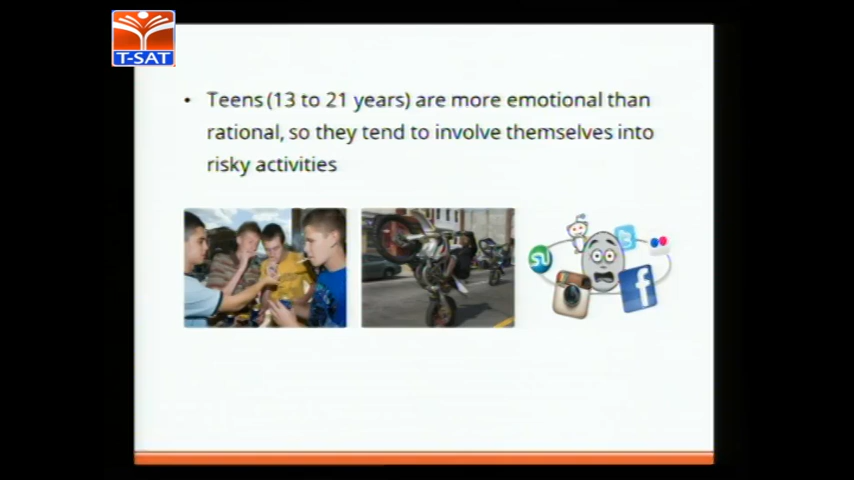 T-SAT
• Teens (13 to 21 years) are more emotional than
rational, so they tend to involve themselves into
risky activities